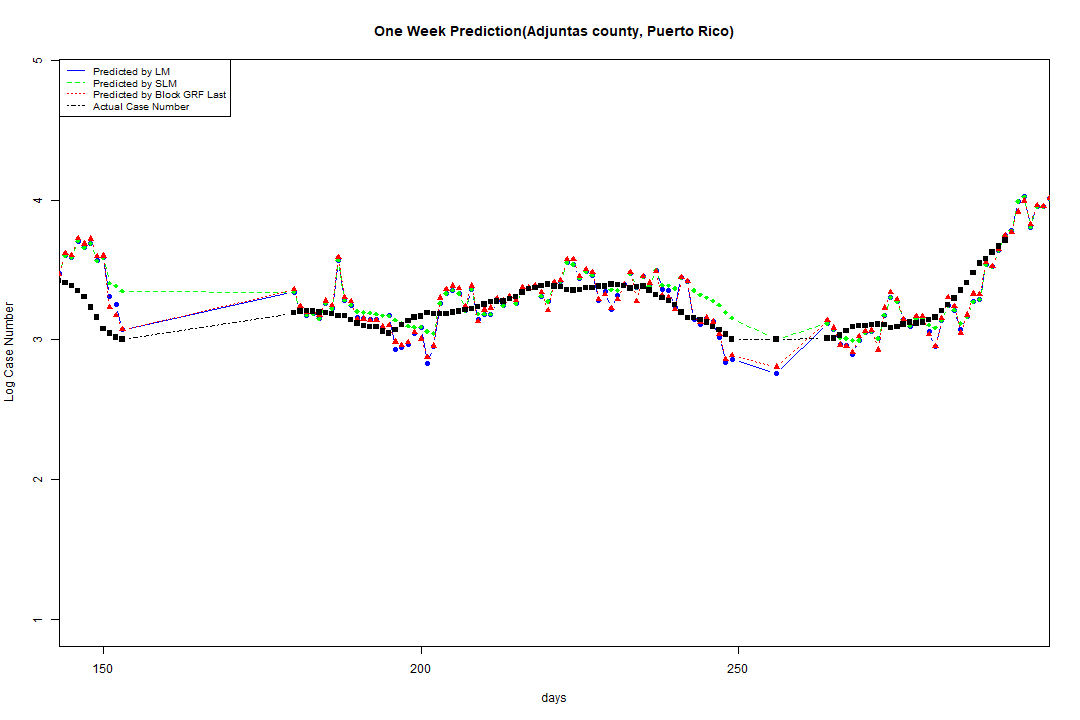 One Week Prediction(Adjuntas county, Puerto Rico)
Predicted by LM
Predicted by SLM
Predicted by Block GRF Last
Actual Case Number
5
4
3
2
1
Log Case Number
150
200
250
days